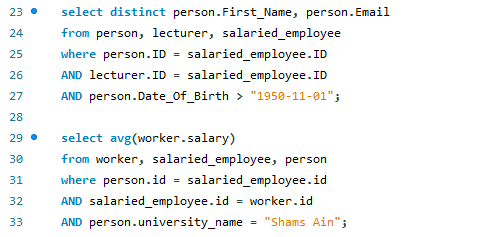 23 select distinct person.First_Name, person.Email
24 from person, lecturer, salaried_employee
25 where person.ID = salaried_employee.ID
26 AND lecturer.ID = salaried_employee.ID
27 AND person.Date_Of_Birth > "1950-11-01";
28
29 select avg(worker.salary)
30 from worker, salaried_employee, person
31 where person.id = salaried_employee.id
32 AND salaried_employee.id = worker.id
33 AND person.university_name = "Shams Ain";